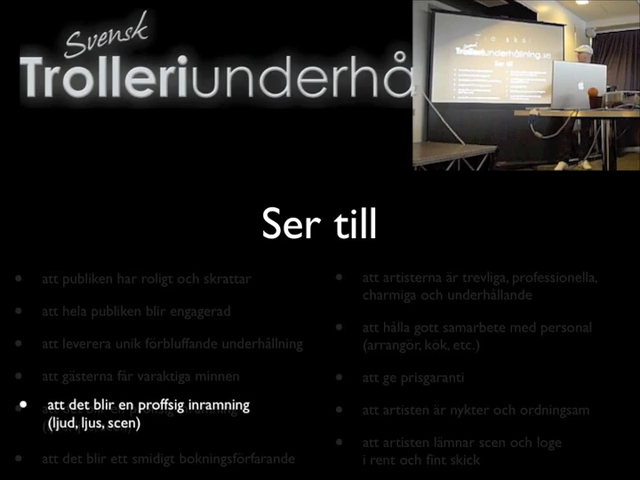 Svensk
Trolleriunderhå
Trolleriunderhållning.se
Ser till
Ser till
att publiken har roligt och skrattar
att hela publiken blir engagerad
att leverera unik förbluffande underhållning
att gästerna får varaktiga minnen
att det blir en proffsig inramning
(ljud, ljus, scen)
att det blir ett smidigt bokningsförfarande
att artisterna är trevliga, professionella,
charmiga och underhållande
att hålla gott samarbete med personal
(arrangör, kök, etc.)
att ge prisgaranti
att artisten är nykter och ordningsam
att artisten lämnar scen och loge
i rent och fint skick